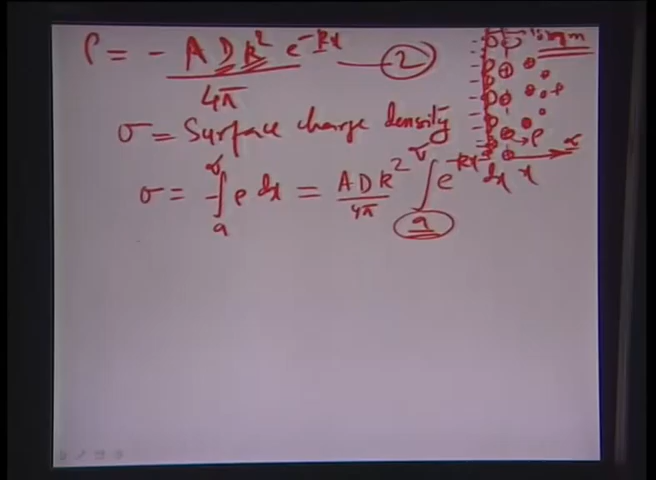 ρ = - A D k² e^{-kx} / 4π —— (2)
σ = Surface charge density
σ = ∫_a^σ ρ dx = A D k² / 4π ∫_a^σ e^{-kx} dx